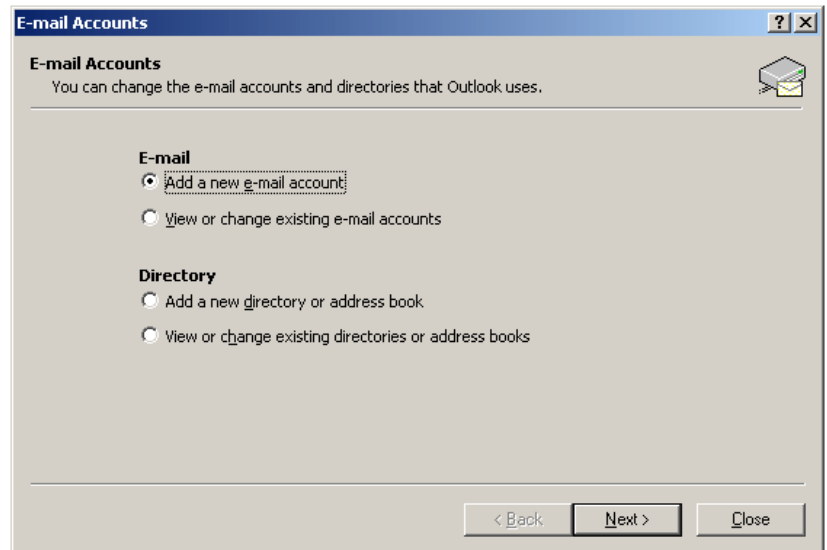 E-mail Accounts
E-mail Accounts
You can change the e-mail accounts and directories that Outlook uses.
E-mail
Add a new e-mail account
View or change existing e-mail accounts
Directory
Add a new directory or address book
View or change existing directories or address books
< Back Next > Close